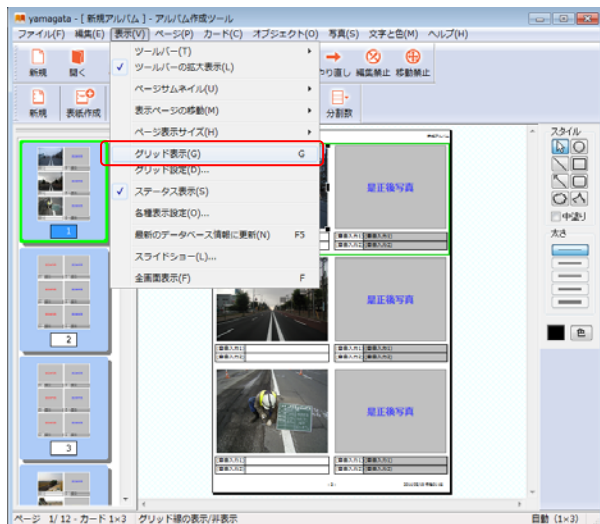 yamagata - [ 新規アルバム ] - アルバム作成ツール
ファイル(F) 編集(E) 表示(V) ページ(P) カード(C) オブジェクト(O) 写真(S) 文字と色(M) ヘルプ(H)
新規 開く やり直し 編集禁止 移動禁止
新規 表紙作成 分割数
ツールバー(T)
ツールバーの拡大表示(L)
ページサムネイル(U)
表示ページの移動(M)
ページ表示サイズ(H)
グリッド表示(G) G
グリッド設定(D)...
ステータス表示(S)
各種表示設定(O)...
最新のデータベース情報に更新(N) F5
スライドショー(L)...
全画面表示(F) F
1
2
3
是正後写真
是正後写真
是正後写真
スタイル
中塗り
太さ
色
ページ 1/ 12 - カード 1×3 グリッド線の表示/非表示
自動 (1×3)